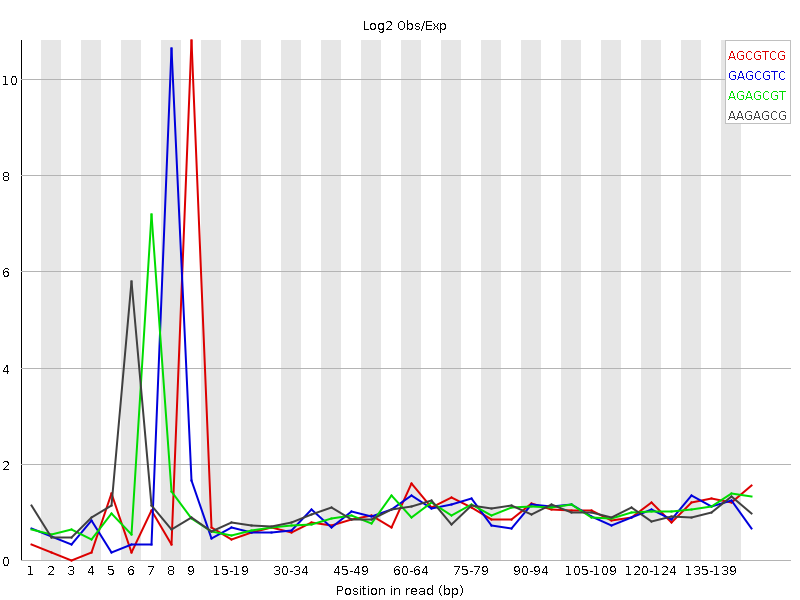 Log2 Obs/Exp
AGCGTCG
GAGCGTC
AGAGCGT
AAGAGCG
10
8
6
4
2
0
1 2 3 4 5 6 7 8 9 15-19 30-34 45-49 60-64 75-79 90-94 105-109 120-124 135-139
Position in read (bp)